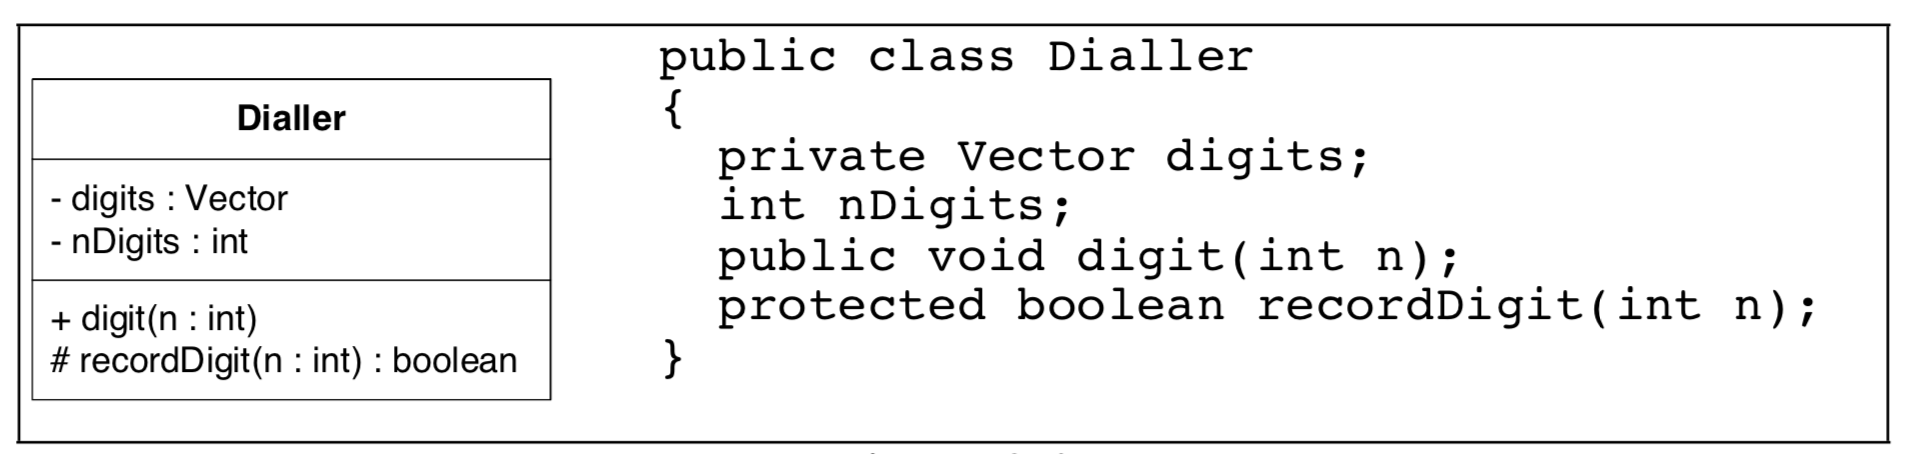 Dialler
- digits : Vector
- nDigits : int
+ digit(n : int)
# recordDigit(n : int) : boolean
public class Dialler
{
private Vector digits;
int nDigits;
public void digit(int n);
protected boolean recordDigit(int n);
}